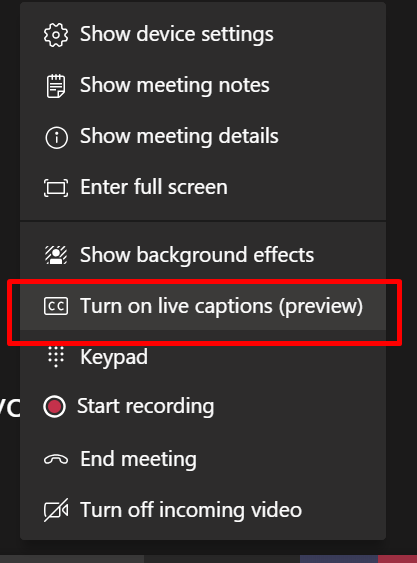 Show device settings
Show meeting notes
Show meeting details
Enter full screen
Show background effects
CC Turn on live captions (preview)
Keypad
Start recording
End meeting
Turn off incoming video